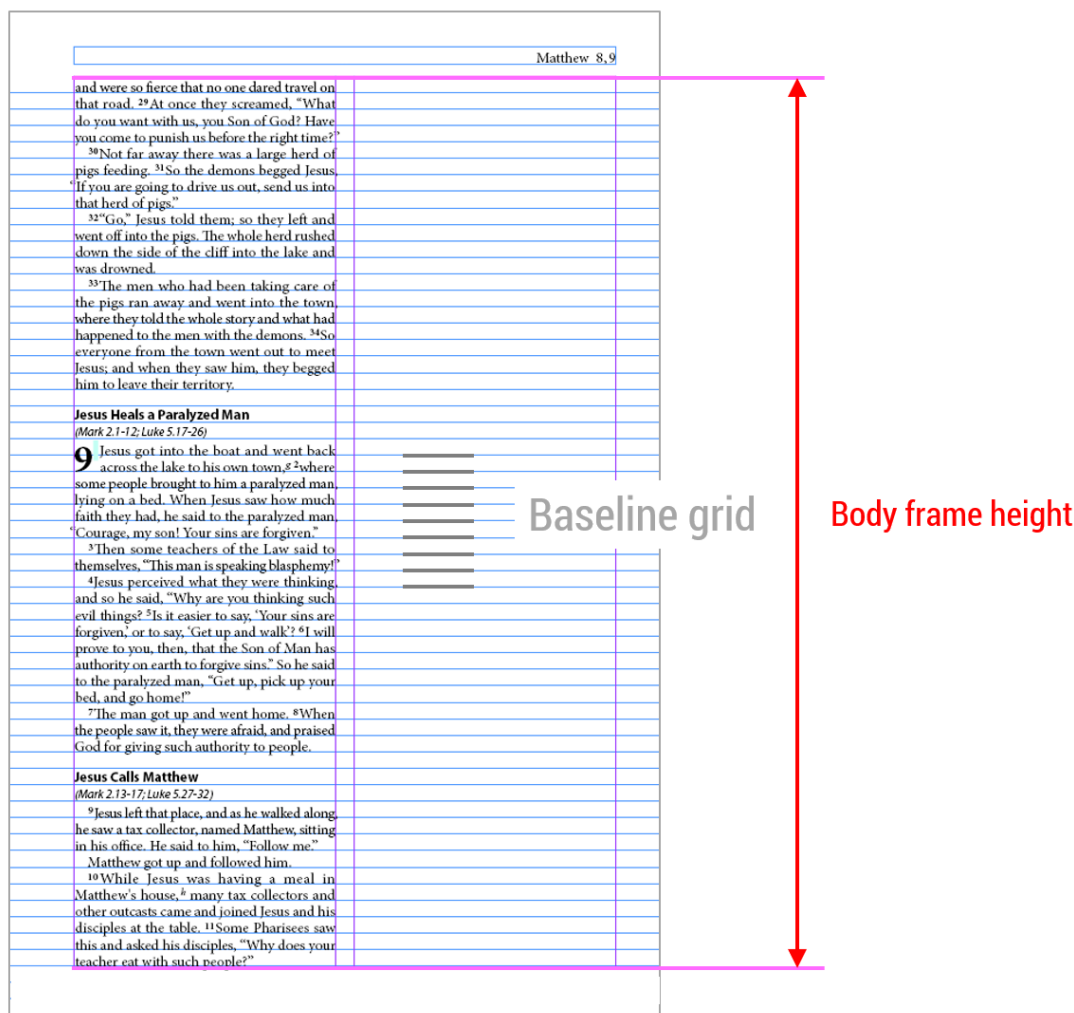 Matthew 8,9
and were so fierce that no one dared travel on
that road. 29At once they screamed, “What
do you want with us, you Son of God? Have
you come to punish us before the right time?”
30Not far away there was a large herd of
pigs feeding. 31So the demons begged Jesus,
“If you are going to drive us out, send us into
that herd of pigs.”
32“Go,” Jesus told them; so they left and
went off into the pigs. The whole herd rushed
down the side of the cliff into the lake and
was drowned.
33The men who had been taking care of
the pigs ran away and went into the town,
where they told the whole story and what had
happened to the men with the demons. 34So
everyone from the town went out to meet
Jesus; and when they saw him, they begged
him to leave their territory.
Jesus Heals a Paralyzed Man
(Mark 2.1-12; Luke 5.17-26)
9 Jesus got into the boat and went back
across the lake to his own town,g 2where
some people brought to him a paralyzed man,
lying on a bed. When Jesus saw how much
faith they had, he said to the paralyzed man,
“Courage, my son! Your sins are forgiven.”
3Then some teachers of the Law said to
themselves, “This man is speaking blasphemy!”
4Jesus perceived what they were thinking,
and so he said, “Why are you thinking such
evil things? 5Is it easier to say, ‘Your sins are
forgiven,’ or to say, ‘Get up and walk’? 6I will
prove to you, then, that the Son of Man has
authority on earth to forgive sins.” So he said
to the paralyzed man, “Get up, pick up your
bed, and go home!”
7The man got up and went home. 8When
the people saw it, they were afraid, and praised
God for giving such authority to people.
Jesus Calls Matthew
(Mark 2.13-17; Luke 5.27-32)
9Jesus left that place, and as he walked along,
he saw a tax collector, named Matthew, sitting
in his office. He said to him, “Follow me.”
Matthew got up and followed him.
10While Jesus was having a meal in
Matthew's house,h many tax collectors and
other outcasts came and joined Jesus and his
disciples at the table. 11Some Pharisees saw
this and asked his disciples, “Why does your
teacher eat with such people?”
Baseline grid
Body frame height